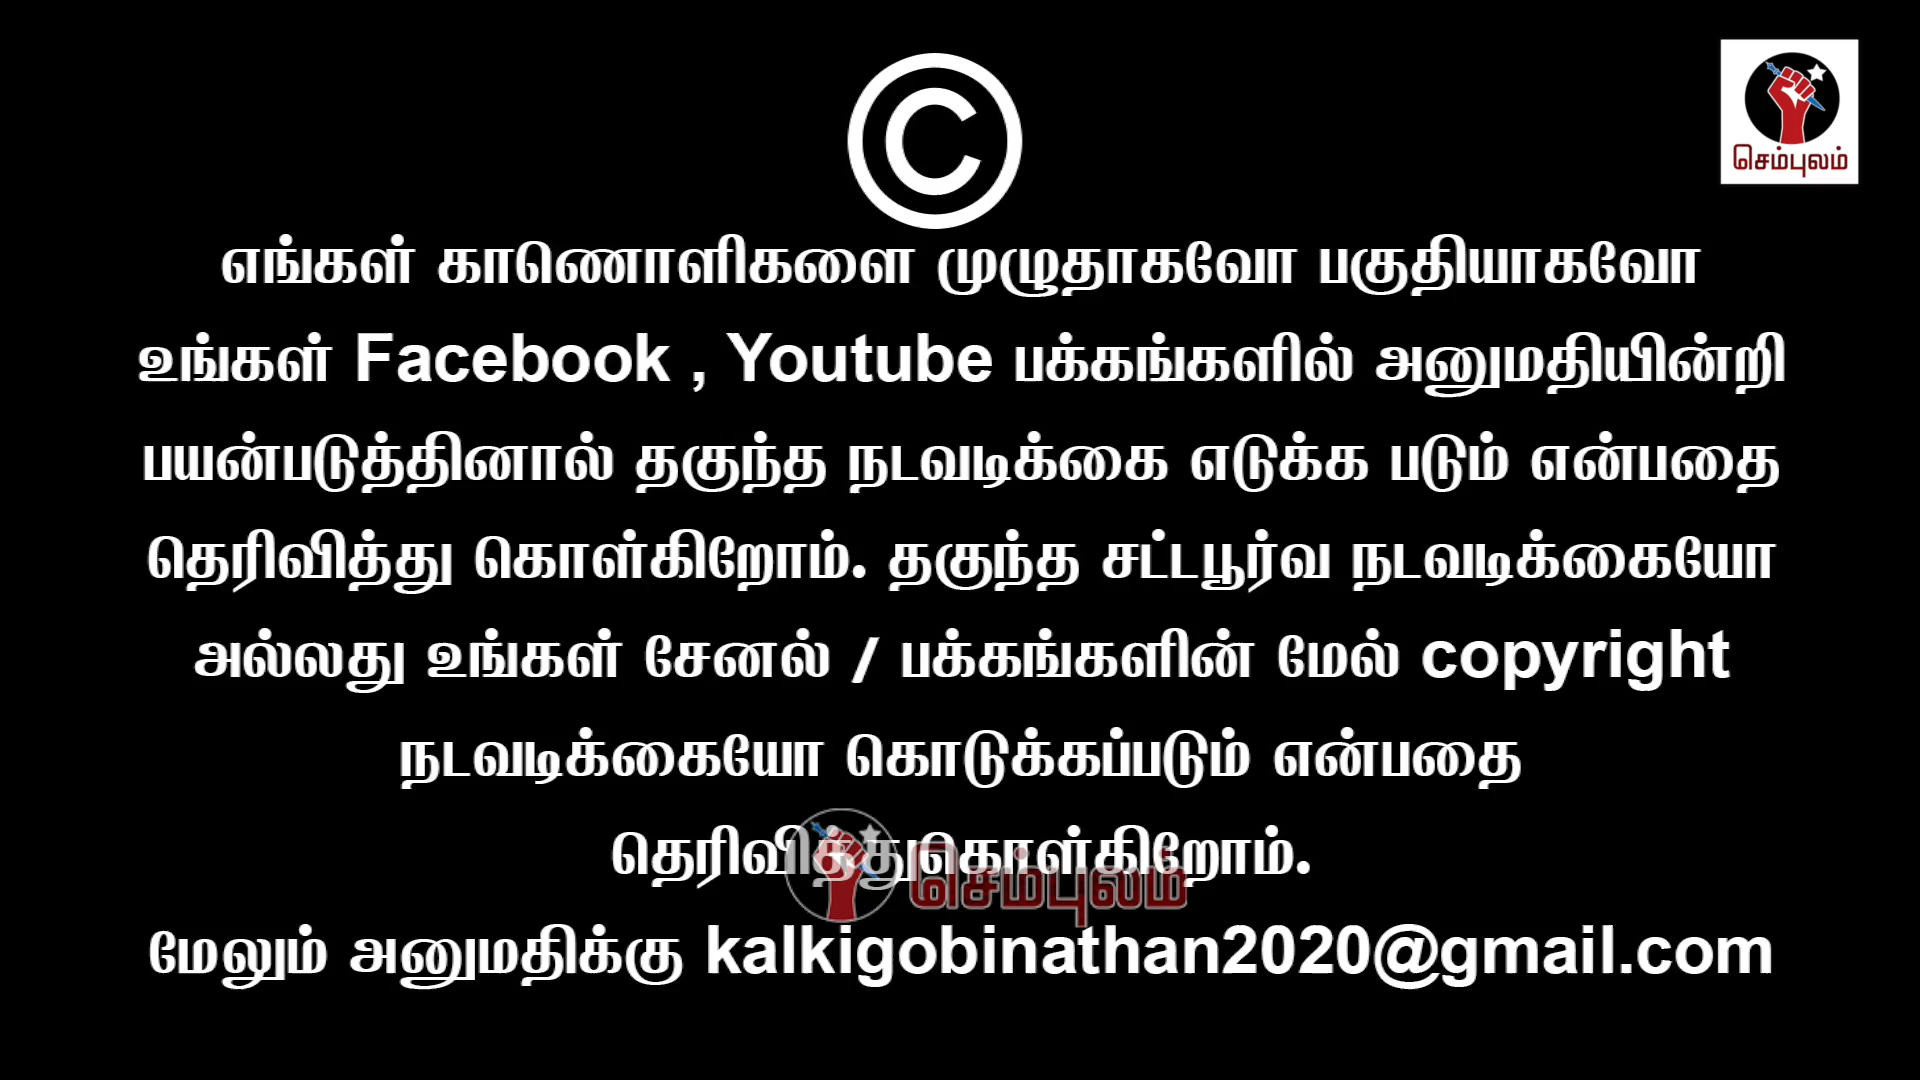 ©
செம்புலம்
எங்கள் காணொளிகளை முழுதாகவோ பகுதியாகவோ
உங்கள் Facebook , Youtube பக்கங்களில் அனுமதியின்றி
பயன்படுத்தினால் தகுந்த நடவடிக்கை எடுக்க படும் என்பதை
தெரிவித்து கொள்கிறோம். தகுந்த சட்டபூர்வ நடவடிக்கையோ
அல்லது உங்கள் சேனல் / பக்கங்களின் மேல் copyright
நடவடிக்கையோ கொடுக்கப்படும் என்பதை
தெரிவித்துகொள்கிறோம்.
செம்புலம்
மேலும் அனுமதிக்கு kalkigobinathan2020@gmail.com